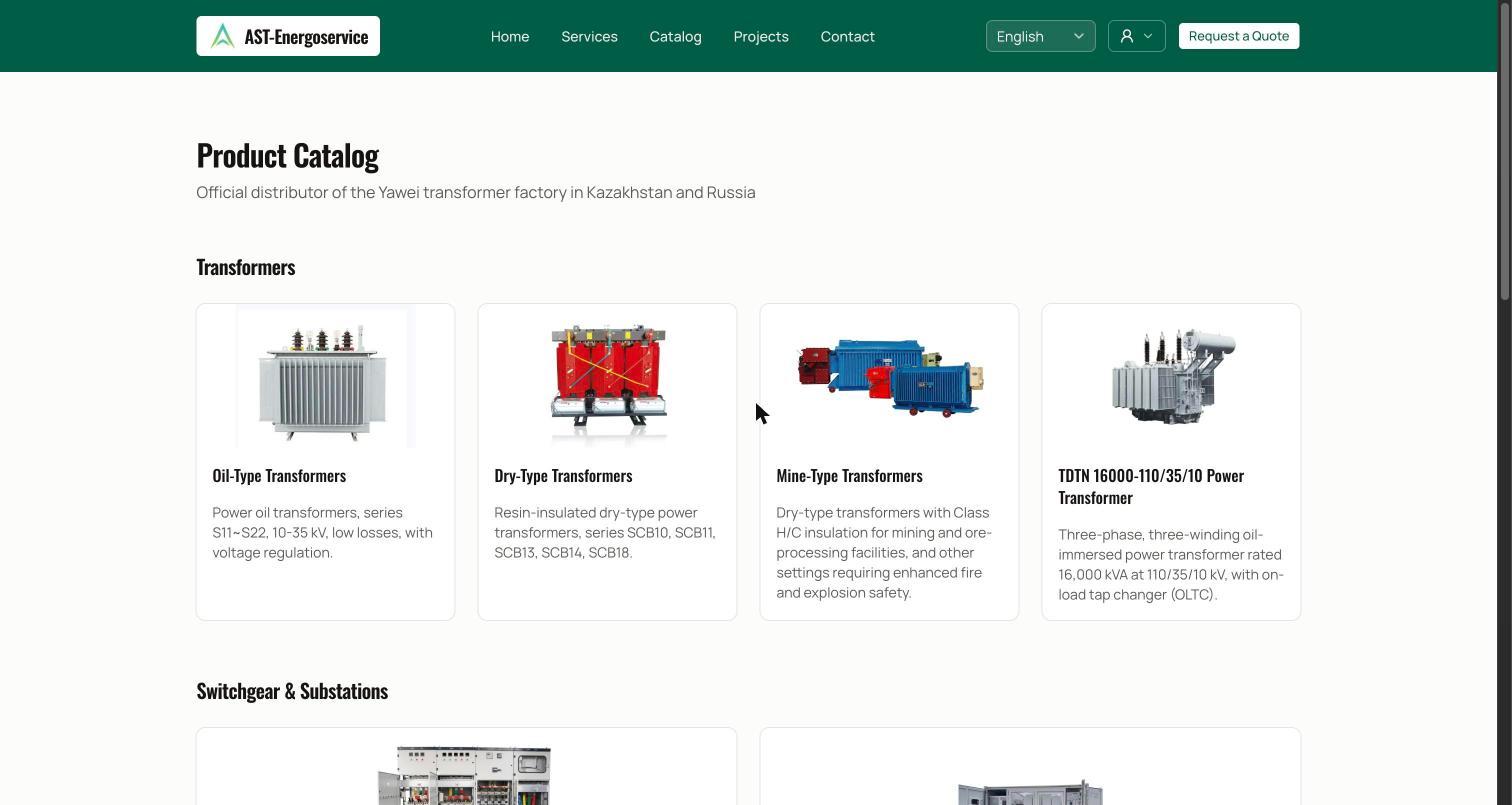 AST-Energoservice
Home
Services
Catalog
Projects
Contact
English
Request a Quote
Product Catalog
Official distributor of the Yawei transformer factory in Kazakhstan and Russia
Transformers
Oil-Type Transformers
Power oil transformers, series
S11~S22, 10-35 kV, low losses, with
voltage regulation.
Dry-Type Transformers
Resin-insulated dry-type power
transformers, series SCB10, SCB11,
SCB13, SCB14, SCB18.
Mine-Type Transformers
Dry-type transformers with Class
H/C insulation for mining and ore-
processing facilities, and other
settings requiring enhanced fire
and explosion safety.
TDTN 16000-110/35/10 Power
Transformer
Three-phase, three-winding oil-
immersed power transformer rated
16,000 kVA at 110/35/10 kV, with on-
load tap changer (OLTC).
Switchgear & Substations